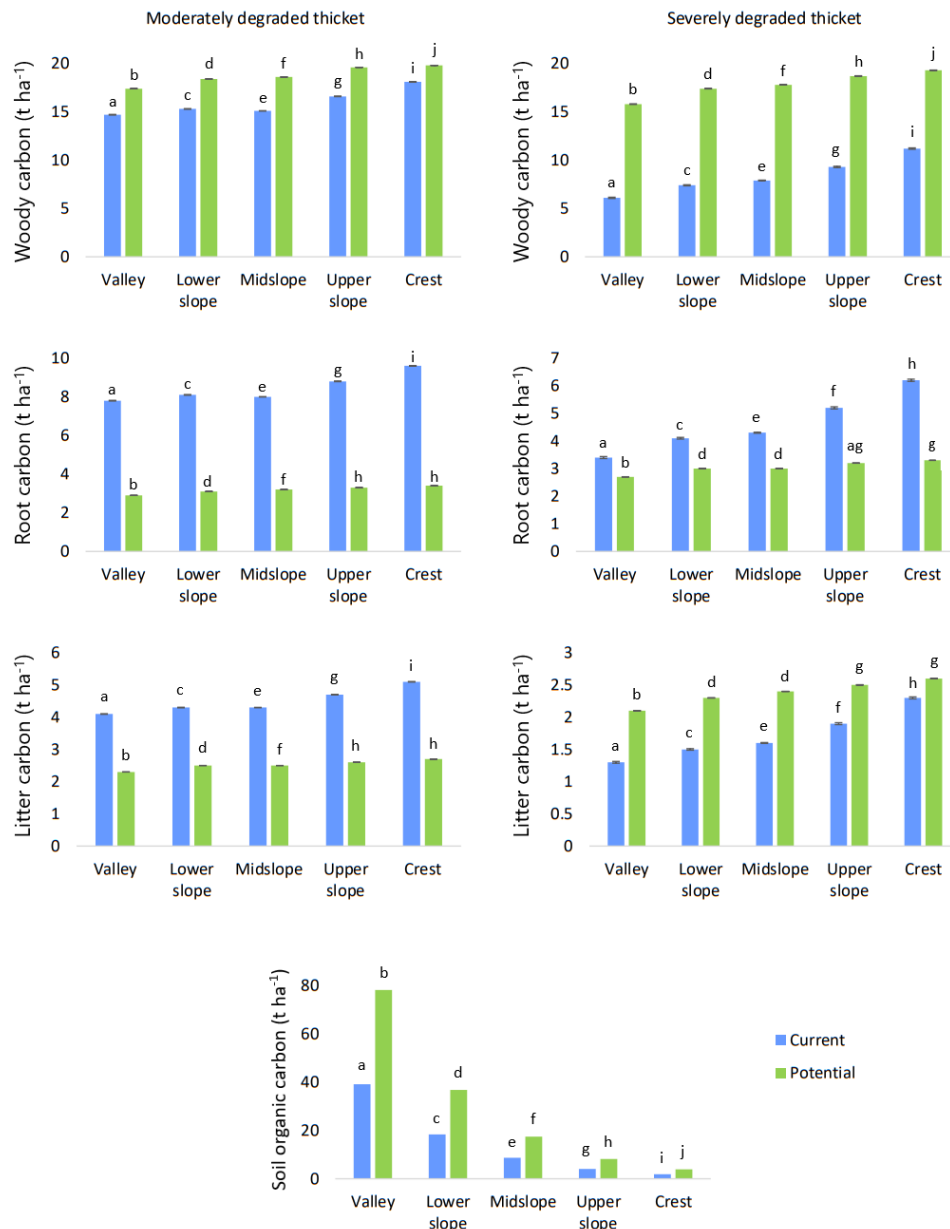 Moderately degraded thicket
Severely degraded thicket
Woody carbon (t ha⁻¹)
20
15
10
5
0
a
b
c
d
e
f
g
h
i
j
Valley
Lower slope
Midslope
Upper slope
Crest
Woody carbon (t ha⁻¹)
20
15
10
5
0
a
b
c
d
e
f
g
h
i
j
Valley
Lower slope
Midslope
Upper slope
Crest
Root carbon (t ha⁻¹)
10
8
6
4
2
0
a
b
c
d
e
f
g
h
i
h
Valley
Lower slope
Midslope
Upper slope
Crest
Root carbon (t ha⁻¹)
7
6
5
4
3
2
1
0
a
b
c
d
e
d
f
ag
h
g
Valley
Lower slope
Midslope
Upper slope
Crest
Litter carbon (t ha⁻¹)
6
5
4
3
2
1
0
a
b
c
d
e
f
g
h
i
h
Valley
Lower slope
Midslope
Upper slope
Crest
Litter carbon (t ha⁻¹)
3
2.5
2
1.5
1
0.5
0
a
b
c
d
e
d
f
g
h
g
Valley
Lower slope
Midslope
Upper slope
Crest
Soil organic carbon (t ha⁻¹)
80
60
40
20
0
a
b
c
d
e
f
g
h
i
j
Valley
Lower slope
Midslope
Upper slope
Crest
Current
Potential